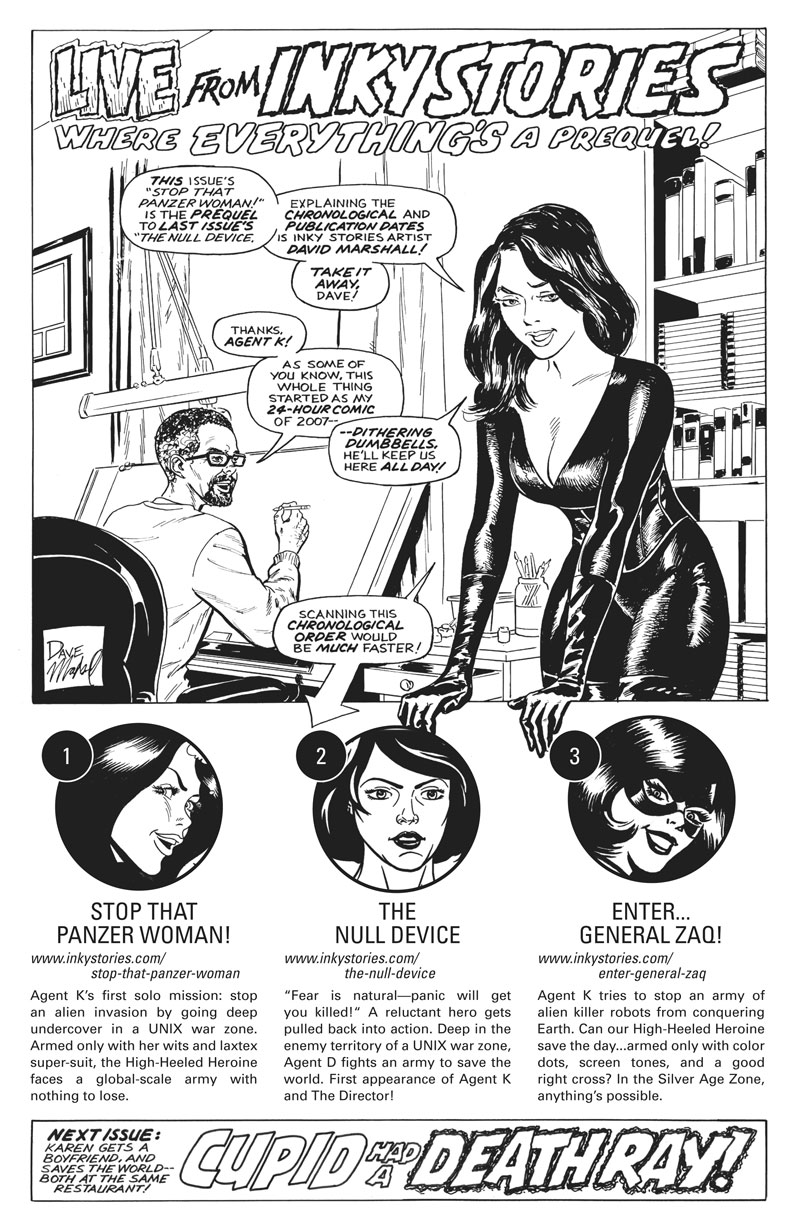 LIVE FROM INKY STORIES
WHERE EVERYTHING'S A PREQUEL!
THIS ISSUE'S
"STOP THAT
PANZER WOMAN!"
IS THE PREQUEL
TO LAST ISSUE'S
"THE NULL DEVICE.
EXPLAINING THE
CHRONOLOGICAL AND
PUBLICATION DATES
IS INKY STORIES ARTIST
DAVID MARSHALL!
TAKE IT
AWAY,
DAVE!
THANKS,
AGENT K!
AS SOME OF
YOU KNOW, THIS
WHOLE THING
STARTED AS MY
24-HOUR COMIC
OF 2007--
--DITHERING
DUMBBELLS,
HE'LL KEEP US
HERE ALL DAY!
SCANNING THIS
CHRONOLOGICAL
ORDER WOULD
BE MUCH FASTER!
DAVE
1
STOP THAT
PANZER WOMAN!
www.inkystories.com/
stop-that-panzer-woman
Agent K's first solo mission: stop
an alien invasion by going deep
undercover in a UNIX war zone.
Armed only with her wits and laxtex
super-suit, the High-Heeled Heroine
faces a global-scale army with
nothing to lose.
2
THE
NULL DEVICE
www.inkystories.com/
the-null-device
“Fear is natural—panic will get
you killed!“ A reluctant hero gets
pulled back into action. Deep in the
enemy territory of a UNIX war zone,
Agent D fights an army to save the
world. First appearance of Agent K
and The Director!
3
ENTER...
GENERAL ZAQ!
www.inkystories.com/
enter-general-zaq
Agent K tries to stop an army of
alien killer robots from conquering
Earth. Can our High-Heeled Heroine
save the day...armed only with color
dots, screen tones, and a good
right cross? In the Silver Age Zone,
anything's possible.
NEXT ISSUE:
KAREN GETS A
BOYFRIEND, AND
SAVES THE WORLD--
BOTH AT THE SAME
RESTAURANT!
CUPID HAD A DEATH RAY!